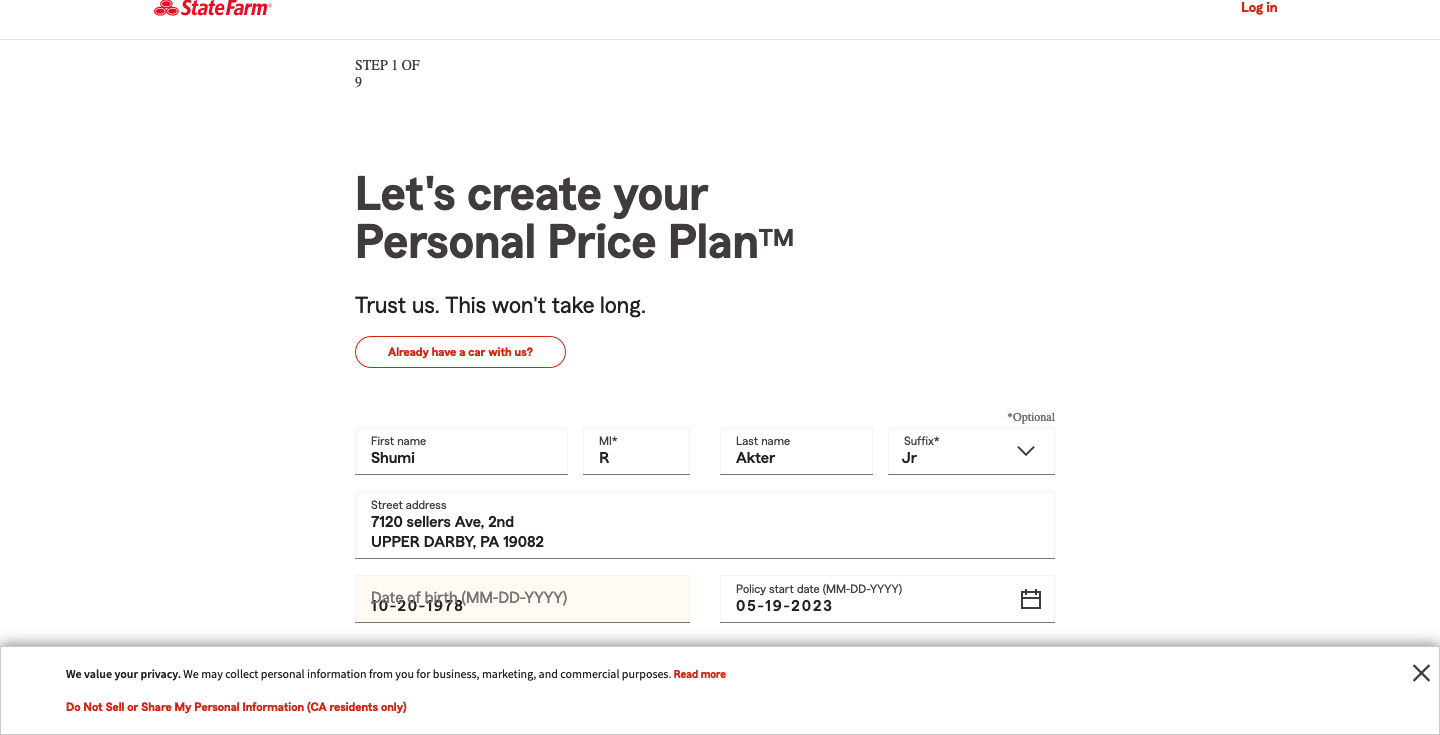 StateFarm®
Log in
STEP 1 OF
9
Let's create your
Personal Price Plan™
Trust us. This won't take long.
Already have a car with us?
*Optional
First name
Shumi
MI*
R
Last name
Akter
Suffix*
Jr
Street address
7120 sellers Ave, 2nd
UPPER DARBY, PA 19082
Date of birth (MM-DD-YYYY)
10-20-1978
Policy start date (MM-DD-YYYY)
05-19-2023
We value your privacy. We may collect personal information from you for business, marketing, and commercial purposes. Read more
Do Not Sell or Share My Personal Information (CA residents only)